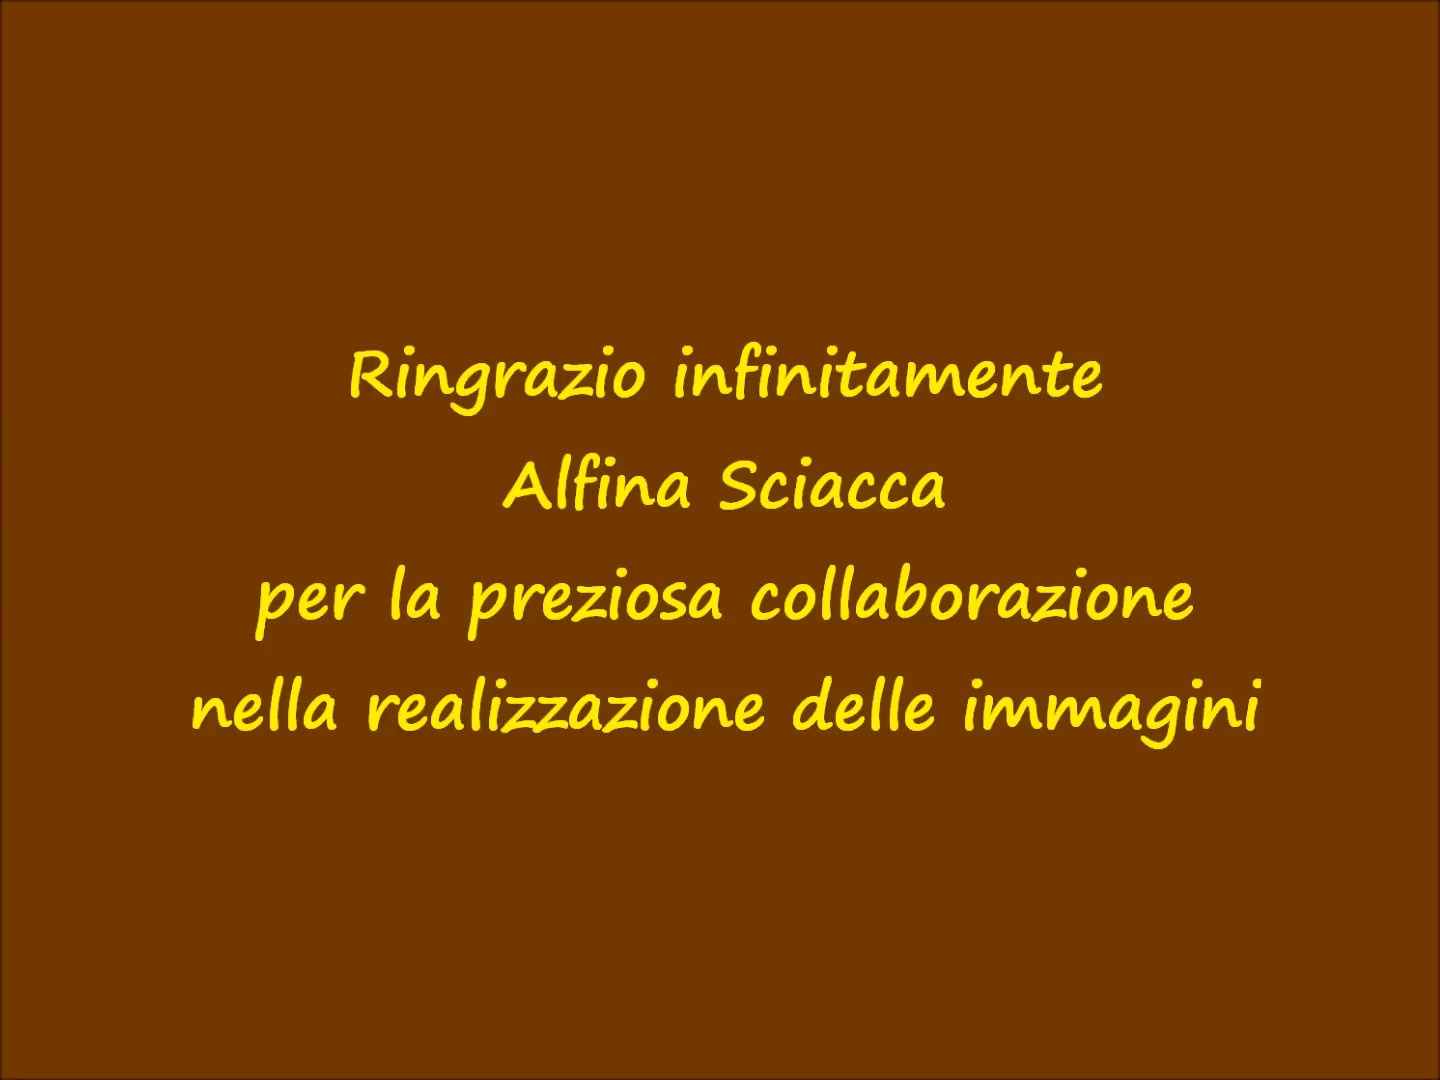 Ringrazio infinitamente
Alfina Sciacca
per la preziosa collaborazione
nella realizzazione delle immagini